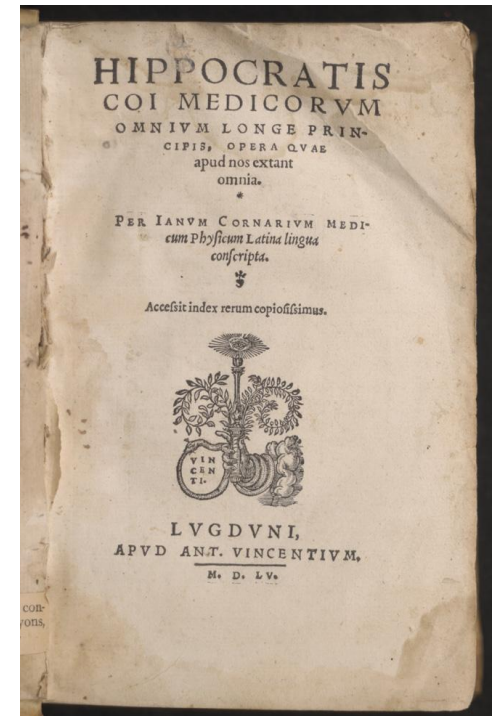 HIPPOCRATIS
COI MEDICORVM
OMNIVM LONGE PRIN-
CIPIS, OPERA QVAE
apud nos extant
omnia.
PER IANVM CORNARIVM MEDI-
cum Physicum Latina lingua
conscripta.
Accessit index rerum copiosissimus.
VIN
CEN
TI.
LVGDVNI,
APVD ANT. VINCENTIVM.
M. D. LV.
con-
yons,